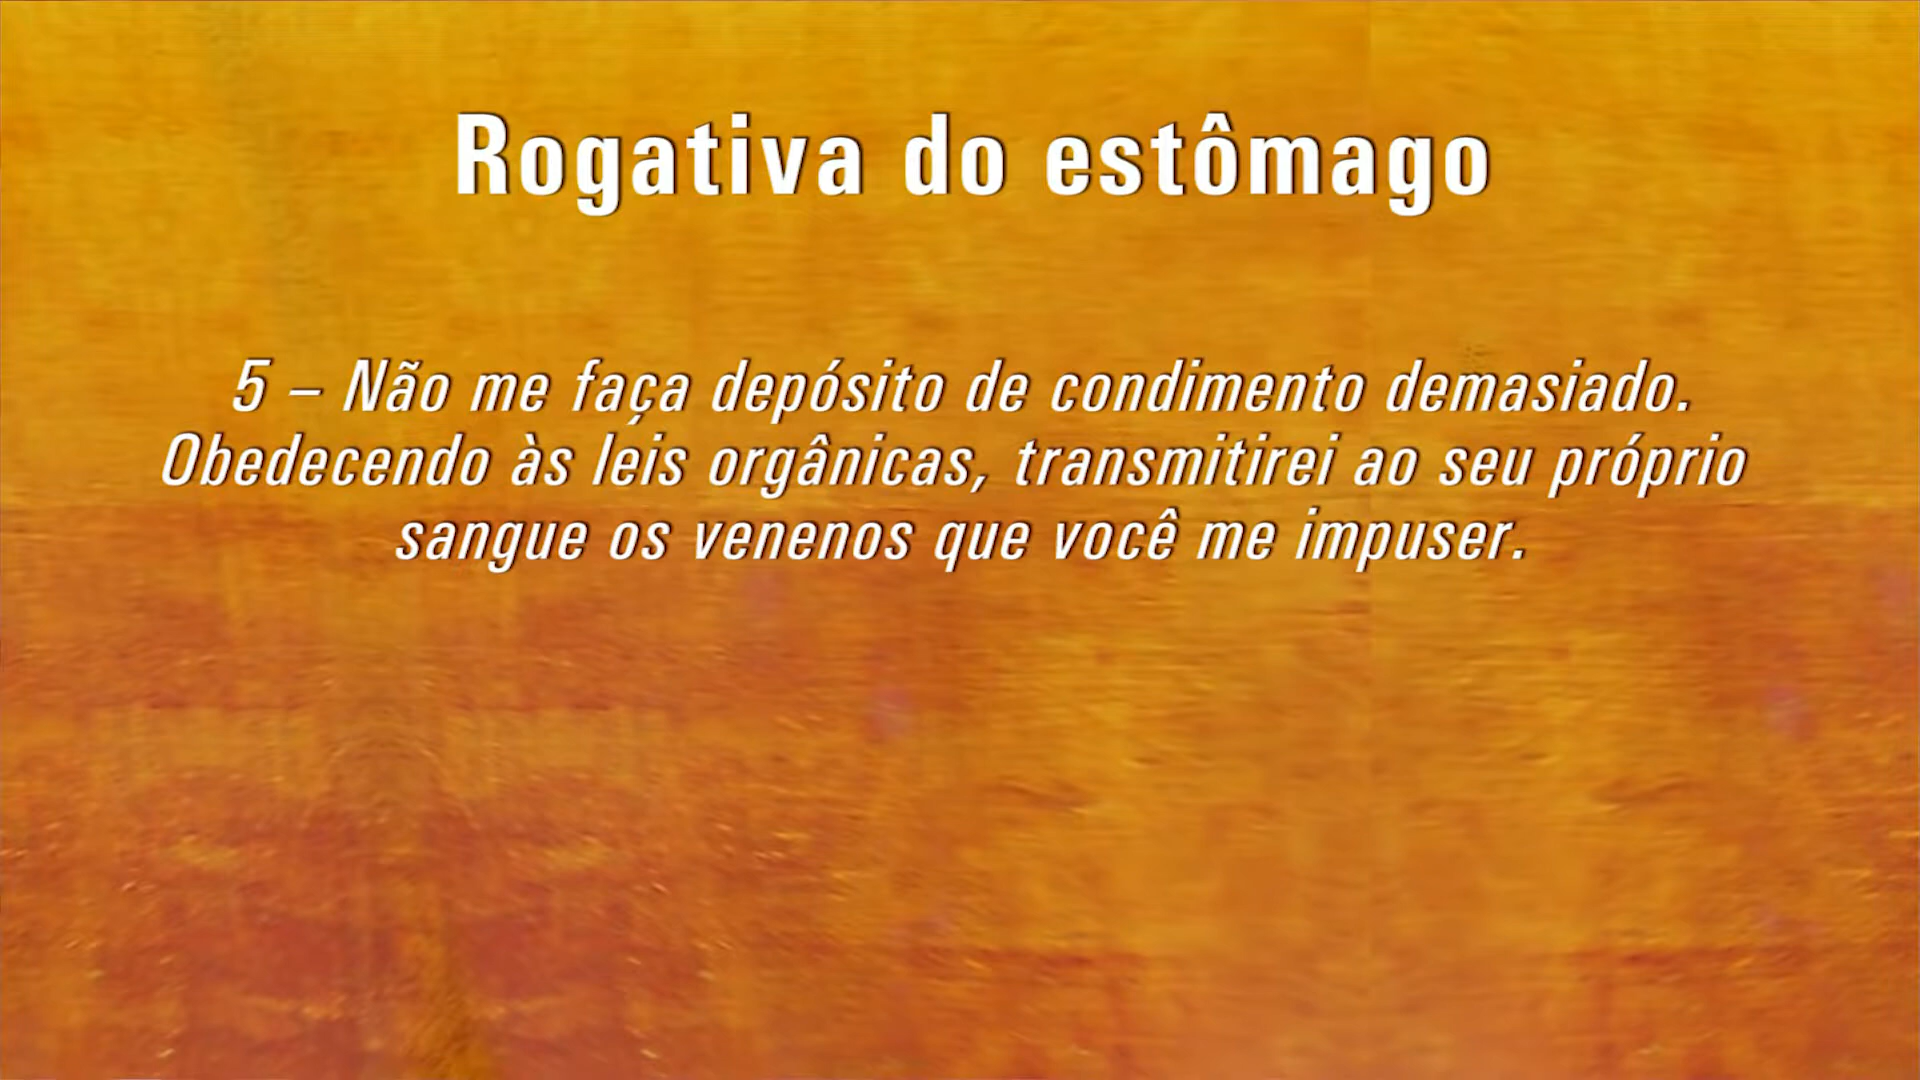 Rogativa do estômago
5 – Não me faça depósito de condimento demasiado.
Obedecendo às leis orgânicas, transmitirei ao seu próprio
sangue os venenos que você me impuser.